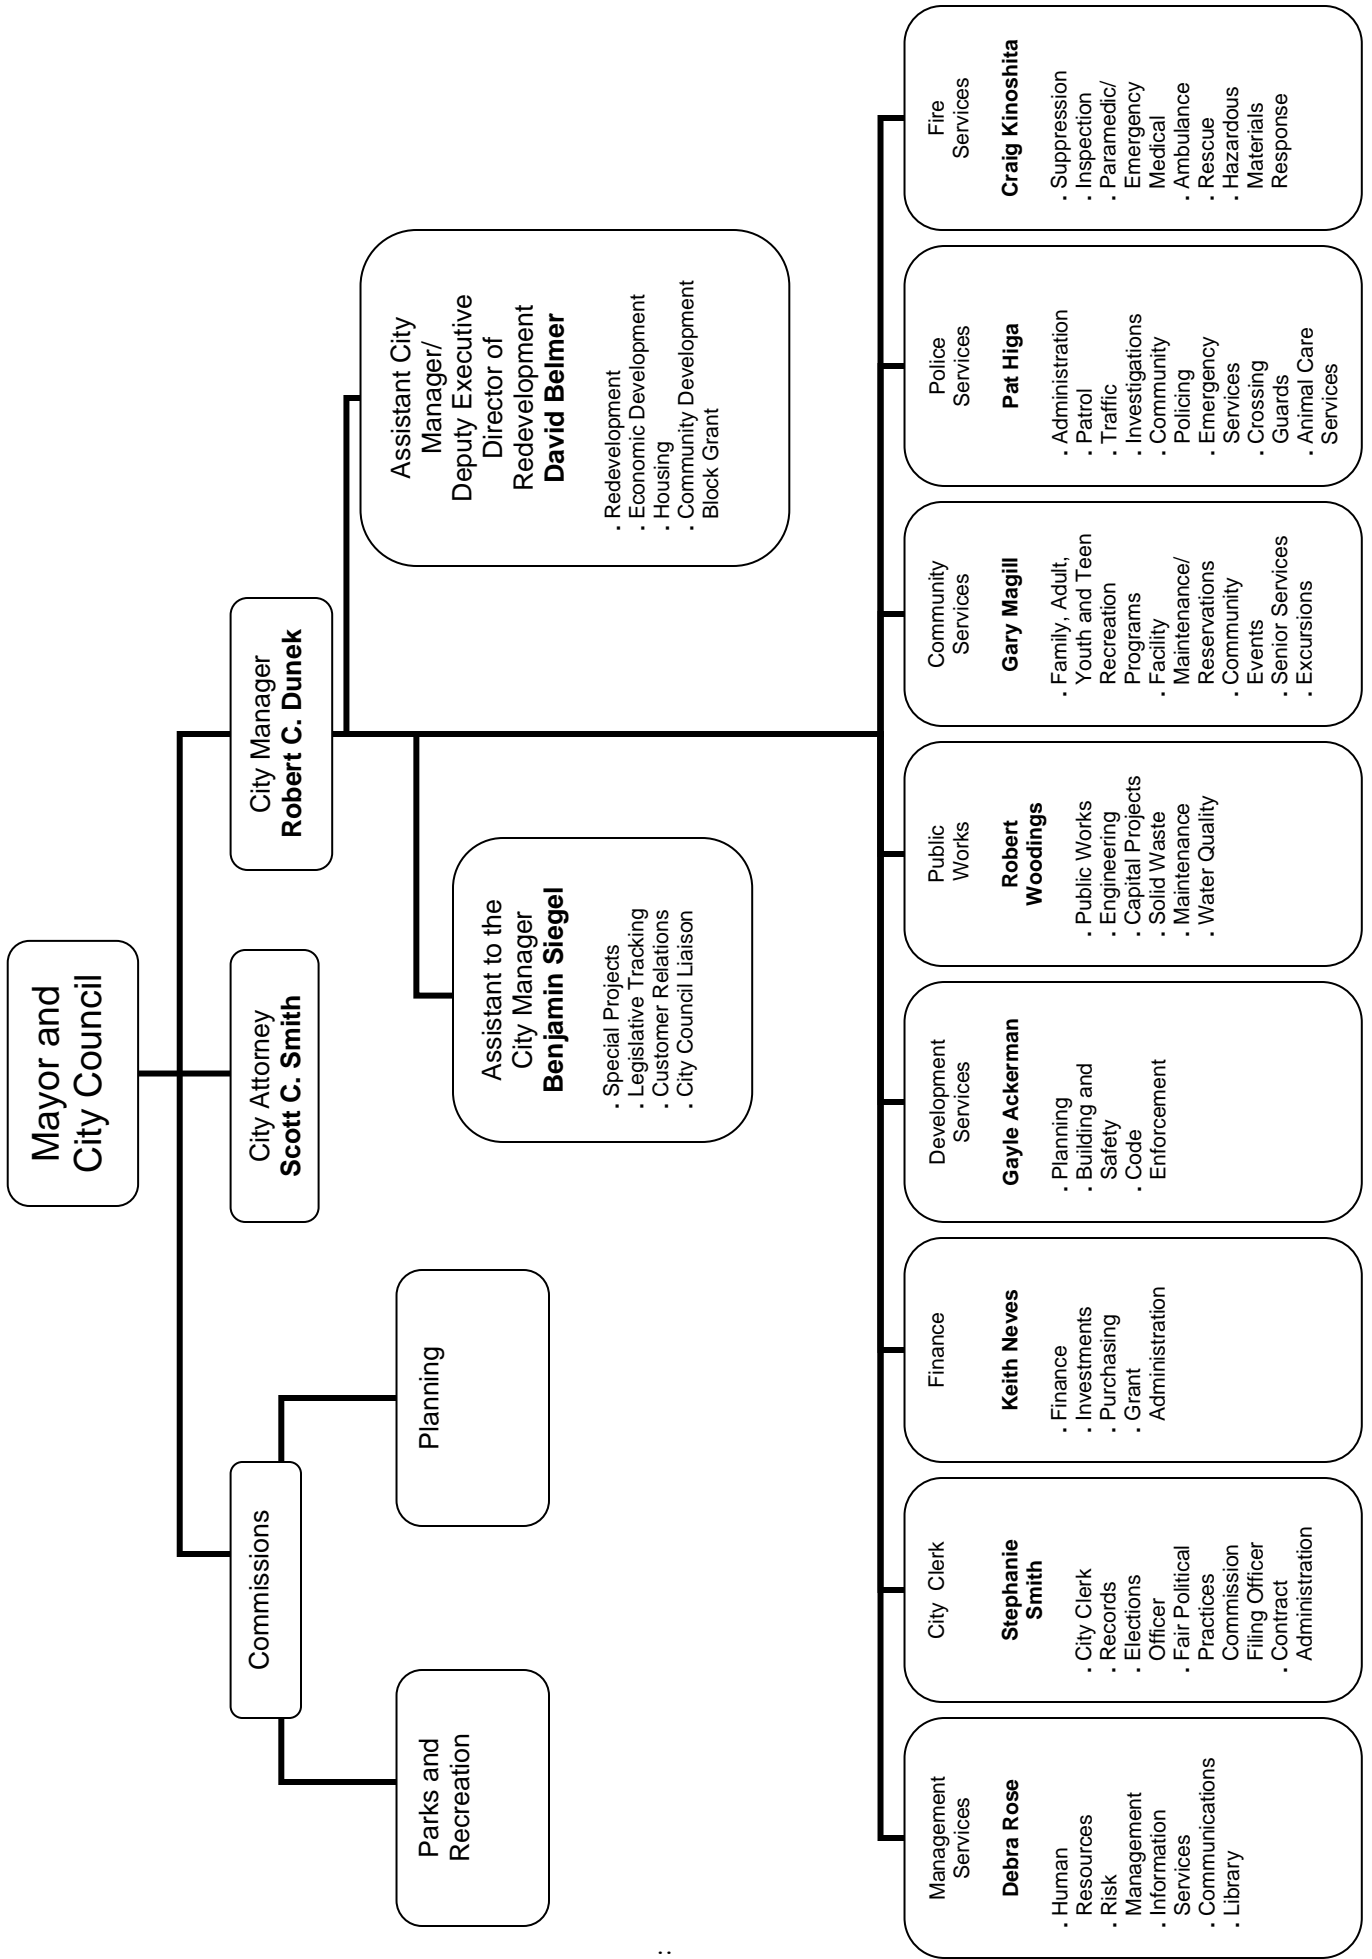 Mayor and
City Council
Commissions
City Attorney
Scott C. Smith
City Manager
Robert C. Dunek
Parks and
Recreation
Planning
Assistant to the
City Manager
Benjamin Siegel
. Special Projects
. Legislative Tracking
. Customer Relations
. City Council Liaison
Assistant City
Manager/
Deputy Executive
Director of
Redevelopment
David Belmer
. Redevelopment
. Economic Development
. Housing
. Community Development
Block Grant
Management
Services
Debra Rose
. Human
Resources
. Risk
Management
. Information
Services
. Communications
. Library
City Clerk
Stephanie
Smith
. City Clerk
. Records
. Elections
Officer
. Fair Political
Practices
Commission
Filing Officer
. Contract
Administration
Finance
Keith Neves
. Finance
. Investments
. Purchasing
. Grant
Administration
Development
Services
Gayle Ackerman
. Planning
. Building and
Safety
. Code
Enforcement
Public
Works
Robert
Woodings
. Public Works
. Engineering
. Capital Projects
. Solid Waste
. Maintenance
. Water Quality
Community
Services
Gary Magill
. Family, Adult,
Youth and Teen
Recreation
Programs
. Facility
Maintenance/
Reservations
. Community
Events
. Senior Services
. Excursions
Police
Services
Pat Higa
. Administration
. Patrol
. Traffic
. Investigations
. Community
Policing
. Emergency
Services
. Crossing
Guards
. Animal Care
Services
Fire
Services
Craig Kinoshita
. Suppression
. Inspection
. Paramedic/
Emergency
Medical
. Ambulance
. Rescue
. Hazardous
Materials
Response